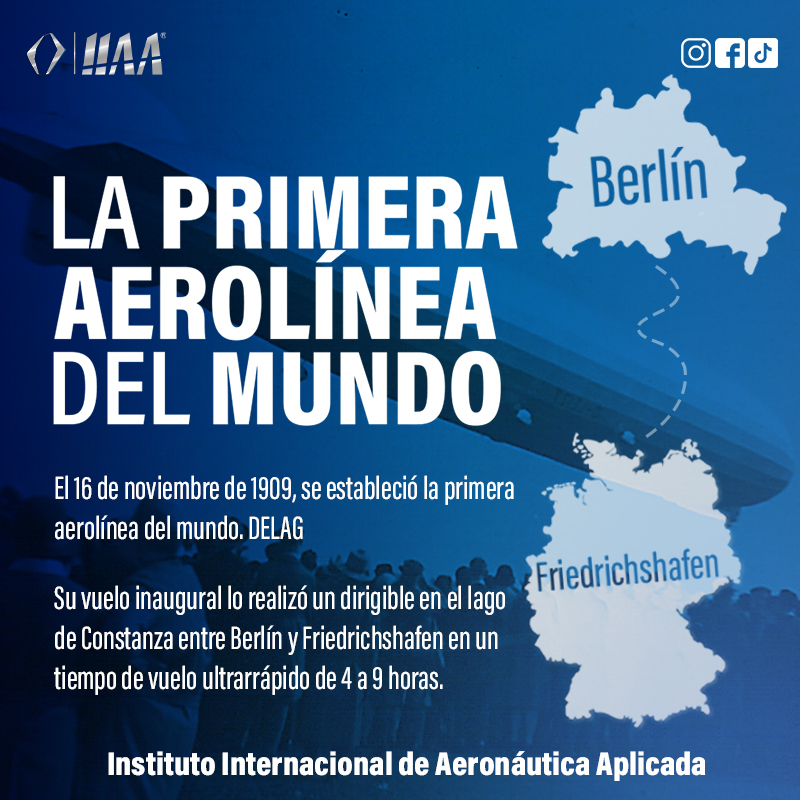 IIAA®
Berlín
LA PRIMERA
AEROLÍNEA
DEL MUNDO
El 16 de noviembre de 1909, se estableció la primera
aerolínea del mundo. DELAG
Friedrichshafen
Su vuelo inaugural lo realizó un dirigible en el lago
de Constanza entre Berlín y Friedrichshafen en un
tiempo de vuelo ultrarrápido de 4 a 9 horas.
Instituto Internacional de Aeronáutica Aplicada